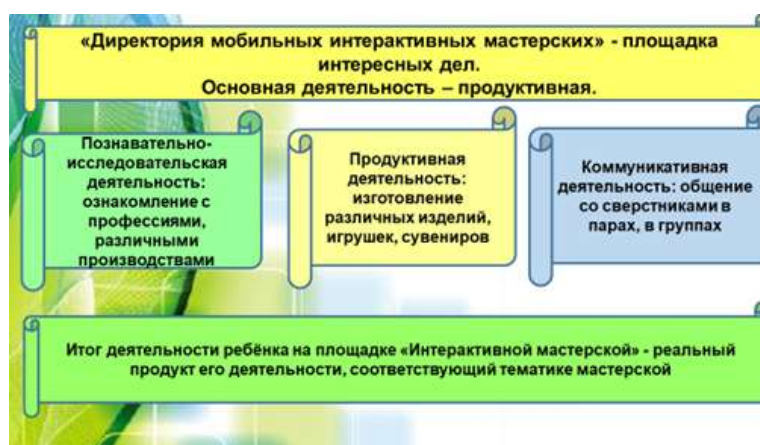 «Директория мобильных интерактивных мастерских» - площадка
интересных дел.
Основная деятельность – продуктивная.
Познавательно-
исследовательская
деятельность:
ознакомление с
профессиями,
различными
производствами
Продуктивная
деятельность:
изготовление
различных изделий,
игрушек, сувениров
Коммуникативная
деятельность: общение
со сверстниками в
парах, в группах
Итог деятельности ребёнка на площадке «Интерактивной мастерской» - реальный
продукт его деятельности, соответствующий тематике мастерской